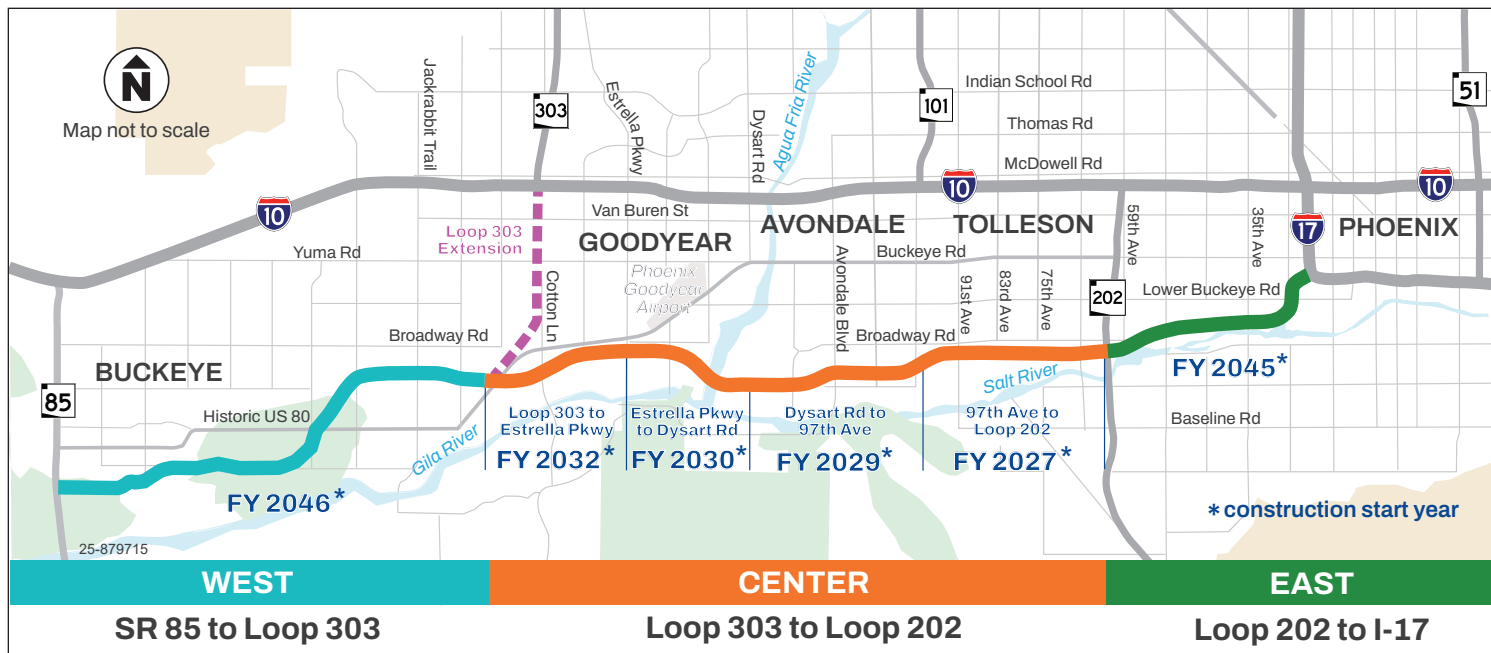 N
Map not to scale
Jackrabbit Trail
303
Estrella Pkwy
Dysart Rd
Agua Fria River
101
Indian School Rd
Thomas Rd
McDowell Rd
51
10
10
10
17
Van Buren St
Loop 303
Extension
GOODYEAR
AVONDALE
TOLLESON
PHOENIX
59th Ave
35th Ave
Yuma Rd
Buckeye Rd
Phoenix
Goodyear
Airport
Cotton Ln
Avondale Blvd
91st Ave
83rd Ave
75th Ave
202
Lower Buckeye Rd
Broadway Rd
Broadway Rd
BUCKEYE
85
Historic US 80
Gila River
Salt River
Baseline Rd
FY 2045*
Loop 303 to
Estrella Pkwy
FY 2032*
Estrella Pkwy
to Dysart Rd
FY 2030*
Dysart Rd to
97th Ave
FY 2029*
97th Ave to
Loop 202
FY 2027*
FY 2046*
*construction start year
25-879715
WEST
CENTER
EAST
SR 85 to Loop 303
Loop 303 to Loop 202
Loop 202 to I-17